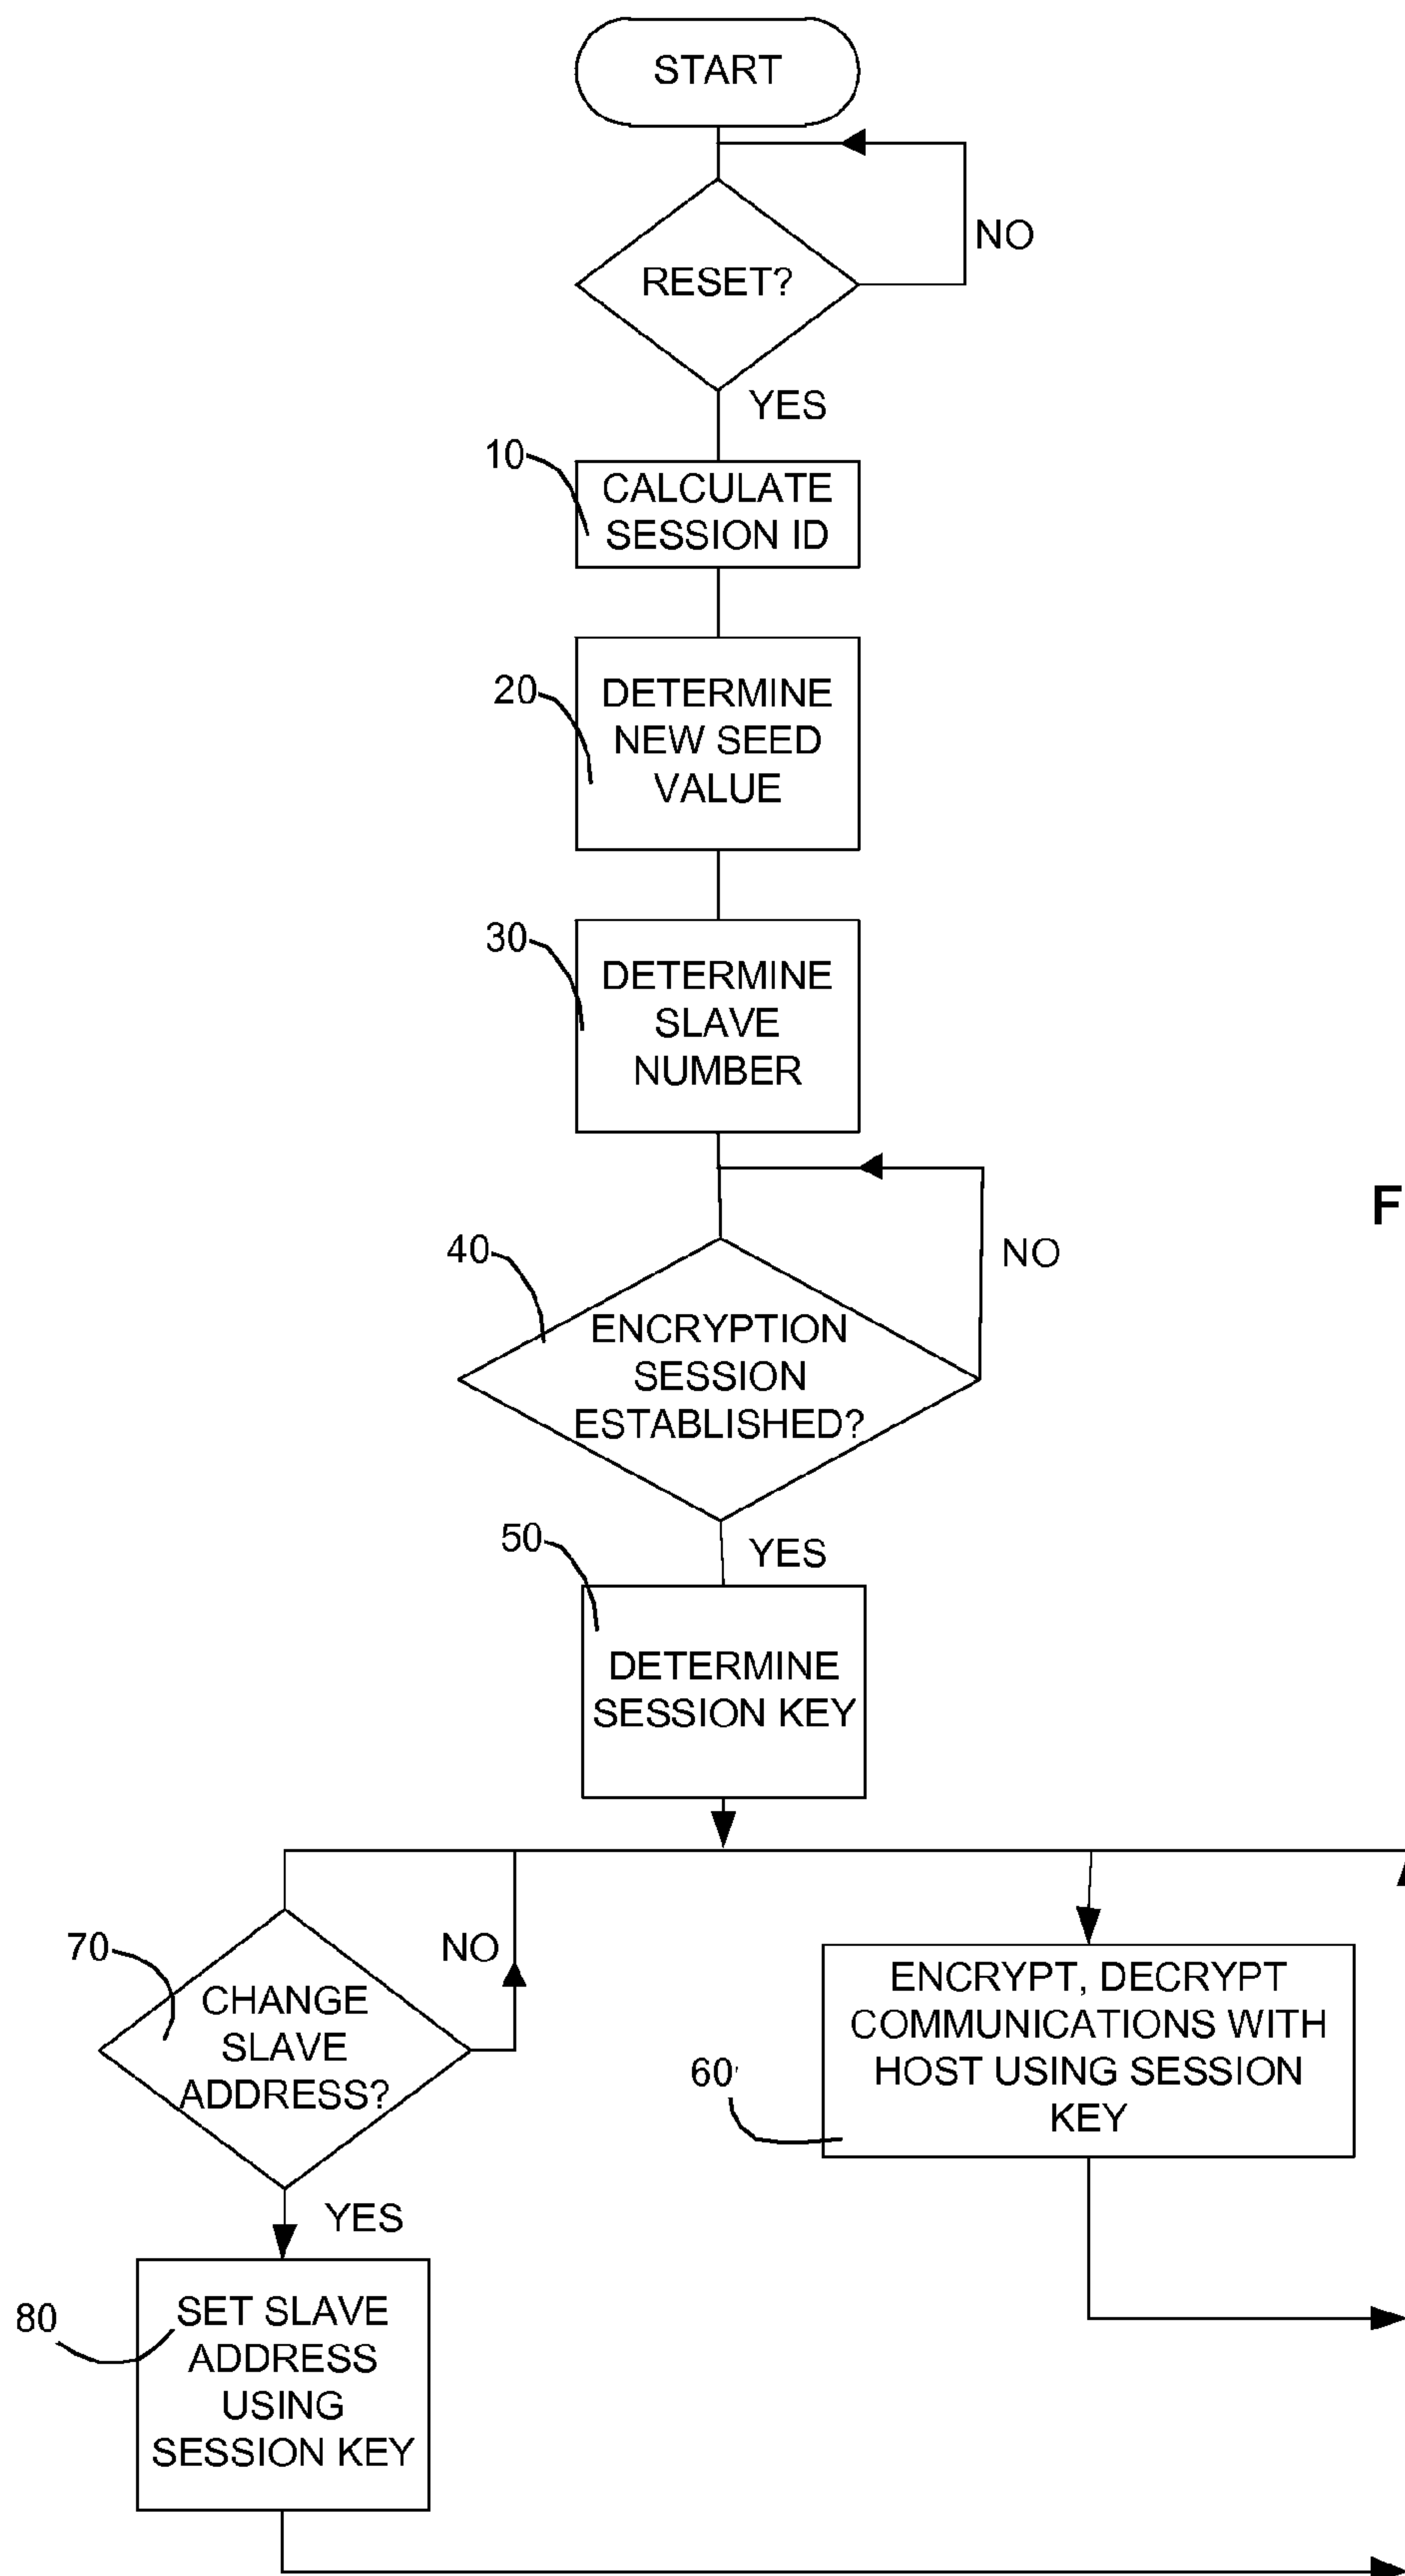 START
NO
RESET?
YES
10
CALCULATE
SESSION ID
20
DETERMINE
NEW SEED
VALUE
30
DETERMINE
SLAVE
NUMBER
F
40
NO
ENCRYPTION
SESSION
ESTABLISHED?
50
YES
DETERMINE
SESSION KEY
70
NO
CHANGE
SLAVE
ADDRESS?
ENCRYPT, DECRYPT
COMMUNICATIONS WITH
HOST USING SESSION
KEY
60
YES
80
SET SLAVE
ADDRESS
USING
SESSION KEY